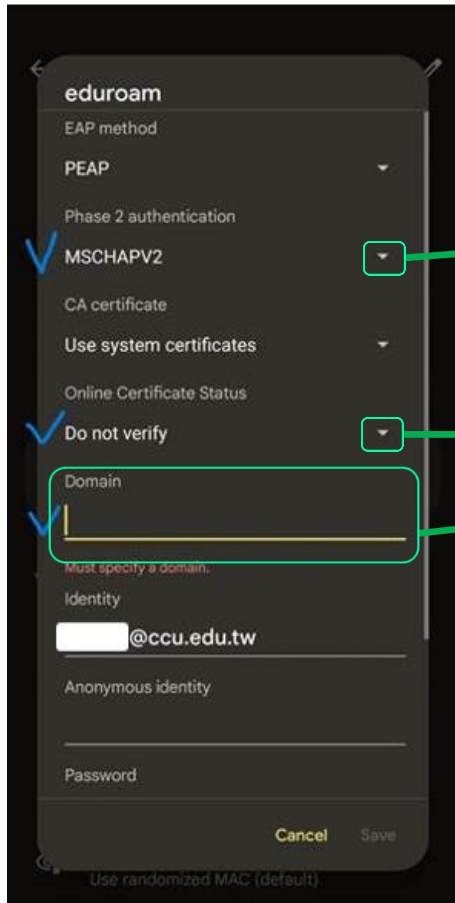 eduroam
EAP method
PEAP
Phase 2 authentication
MSCHAPV2
CA certificate
Use system certificates
Online Certificate Status
Do not verify
Domain
Must specify a domain.
Identity
@ccu.edu.tw
Anonymous identity
Password
Cancel Save
Use randomized MAC (default)